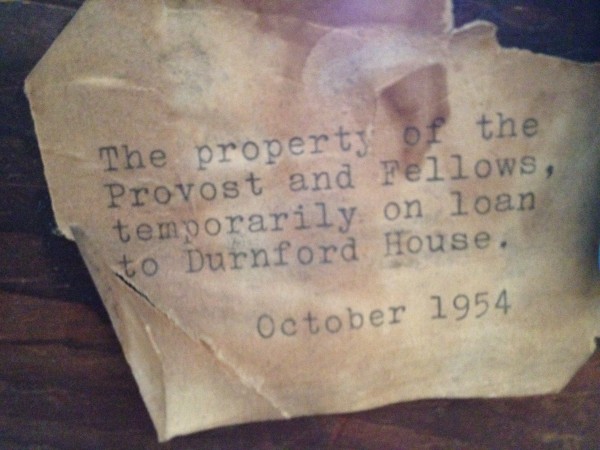 The property of the
Provost and Fellows,
temporarily on loan
to Durnford House.
October 1954